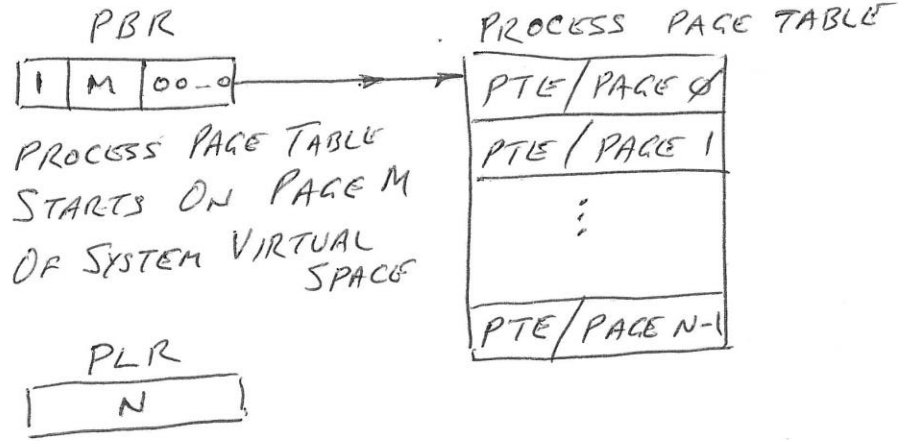 PBR
1 M 00--0
PROCESS PAGE TABLE
STARTS ON PAGE M
OF SYSTEM VIRTUAL
SPACE
PLR
N
PROCESS PAGE TABLE
PTE/PAGE 0
PTE/PAGE 1
⋮
PTE/PAGE N-1